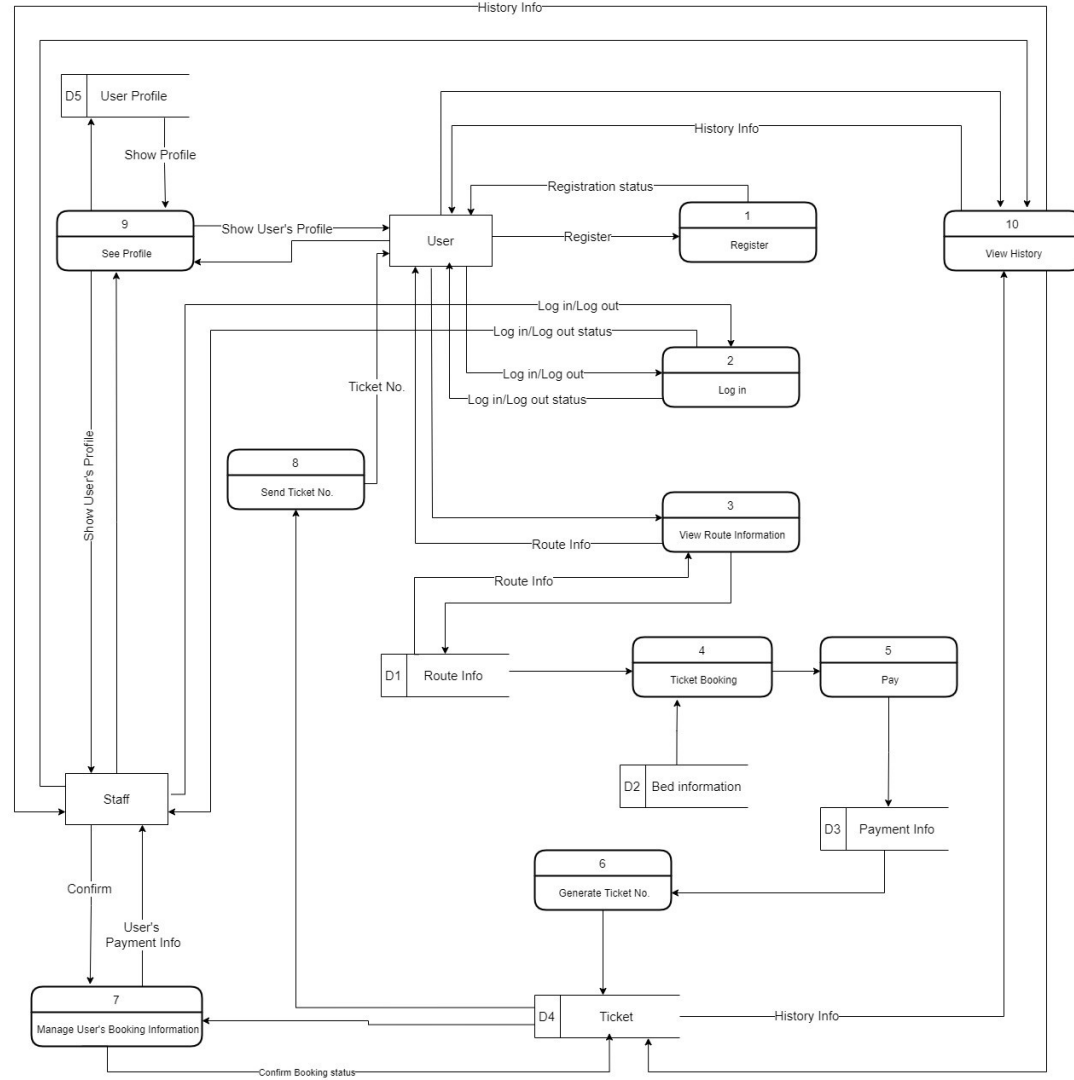 History Info
D5
User Profile
History Info
Show Profile
Registration status
9
See Profile
Show User's Profile
User
Register
1
Register
10
View History
Log in/Log out
Log in/Log out status
2
Log in
Log in/Log out
Ticket No.
Log in/Log out status
Show User's Profile
8
Send Ticket No.
3
View Route Information
Route Info
Route Info
D1
Route Info
4
Ticket Booking
5
Pay
Staff
D2
Bed information
D3
Payment Info
6
Generate Ticket No.
Confirm
User's
Payment Info
7
Manage User's Booking Information
D4
Ticket
History Info
Confirm Booking status